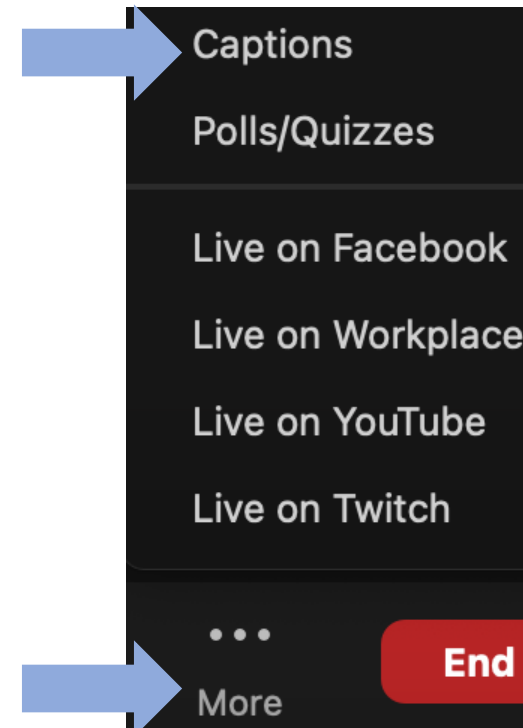 Captions
Polls/Quizzes
Live on Facebook
Live on Workplace
Live on YouTube
Live on Twitch
More
End